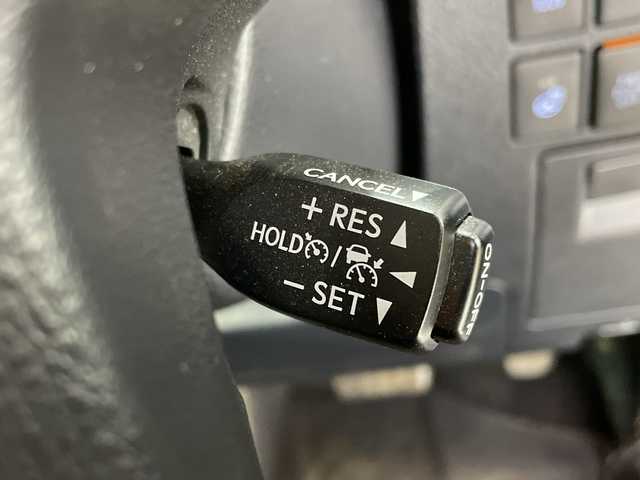 CANCEL
+ RES
HOLD /
- SET
ON-OFF